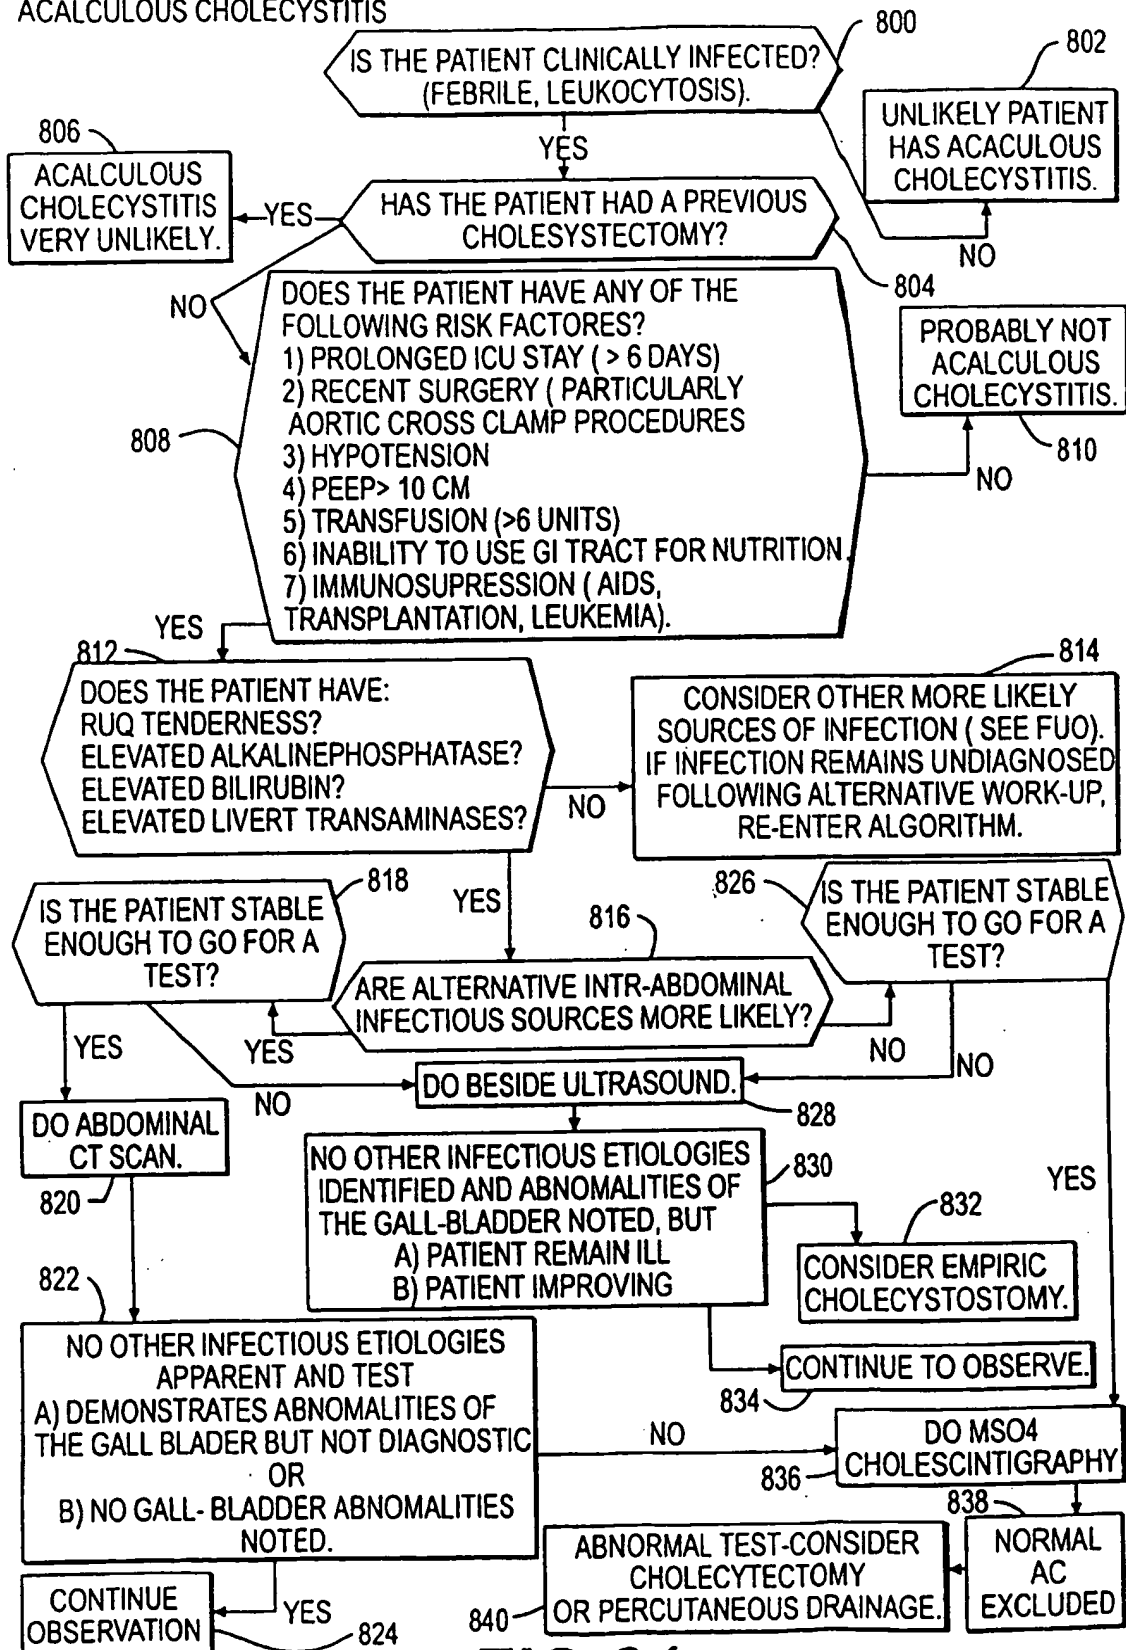 ACALCULOUS CHOLECYSTITIS
800
IS THE PATIENT CLINICALLY INFECTED?
(FEBRILE, LEUKOCYTOSIS).
802
UNLIKELY PATIENT
HAS ACACULOUS
CHOLECYSTITIS.
NO
YES
806
ACALCULOUS
CHOLECYSTITIS
VERY UNLIKELY.
YES
HAS THE PATIENT HAD A PREVIOUS
CHOLESYSTECTOMY?
804
NO
808
DOES THE PATIENT HAVE ANY OF THE
FOLLOWING RISK FACTORES?
1) PROLONGED ICU STAY ( > 6 DAYS)
2) RECENT SURGERY ( PARTICULARLY
AORTIC CROSS CLAMP PROCEDURES
3) HYPOTENSION
4) PEEP> 10 CM
5) TRANSFUSION (>6 UNITS)
6) INABILITY TO USE GI TRACT FOR NUTRITION.
7) IMMUNOSUPRESSION ( AIDS,
TRANSPLANTATION, LEUKEMIA).
PROBABLY NOT
ACALCULOUS
CHOLECYSTITIS.
810
NO
YES
812
DOES THE PATIENT HAVE:
RUQ TENDERNESS?
ELEVATED ALKALINEPHOSPHATASE?
ELEVATED BILIRUBIN?
ELEVATED LIVERT TRANSAMINASES?
NO
814
CONSIDER OTHER MORE LIKELY
SOURCES OF INFECTION ( SEE FUO).
IF INFECTION REMAINS UNDIAGNOSED
FOLLOWING ALTERNATIVE WORK-UP,
RE-ENTER ALGORITHM.
YES
818
IS THE PATIENT STABLE
ENOUGH TO GO FOR A
TEST?
816
ARE ALTERNATIVE INTR-ABDOMINAL
INFECTIOUS SOURCES MORE LIKELY?
826
IS THE PATIENT STABLE
ENOUGH TO GO FOR A
TEST?
YES
YES
NO
NO
NO
DO BESIDE ULTRASOUND.
828
DO ABDOMINAL
CT SCAN.
820
NO OTHER INFECTIOUS ETIOLOGIES
IDENTIFIED AND ABNOMALITIES OF
THE GALL-BLADDER NOTED, BUT
A) PATIENT REMAIN ILL
B) PATIENT IMPROVING
830
YES
832
CONSIDER EMPIRIC
CHOLECYSTOSTOMY.
CONTINUE TO OBSERVE.
834
822
NO OTHER INFECTIOUS ETIOLOGIES
APPARENT AND TEST
A) DEMONSTRATES ABNOMALITIES OF
THE GALL BLADER BUT NOT DIAGNOSTIC
OR
B) NO GALL- BLADDER ABNOMALITIES
NOTED.
NO
DO MSO4
CHOLESCINTIGRAPHY
836
838
NORMAL
AC
EXCLUDED
ABNORMAL TEST-CONSIDER
CHOLECYTECTOMY
OR PERCUTANEOUS DRAINAGE.
840
YES
CONTINUE
OBSERVATION
824